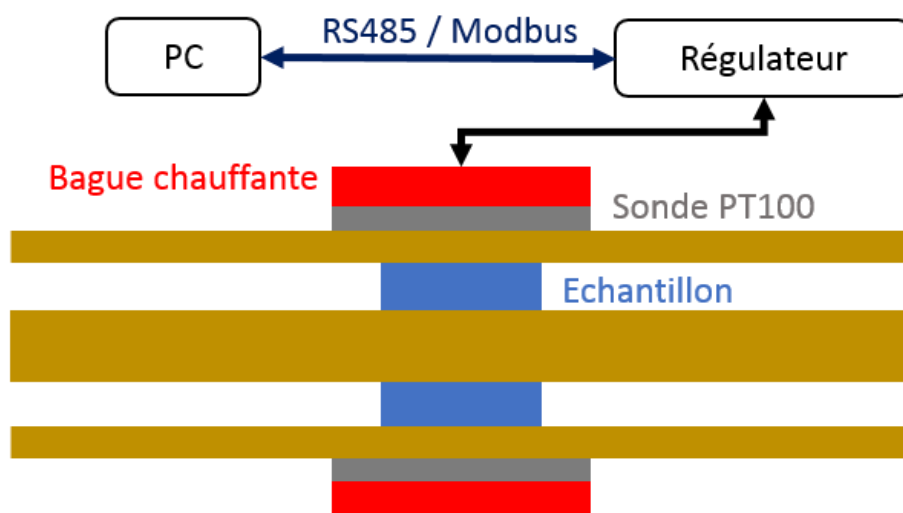 RS485 / Modbus
PC
Régulateur
Bague chauffante
Sonde PT100
Echantillon